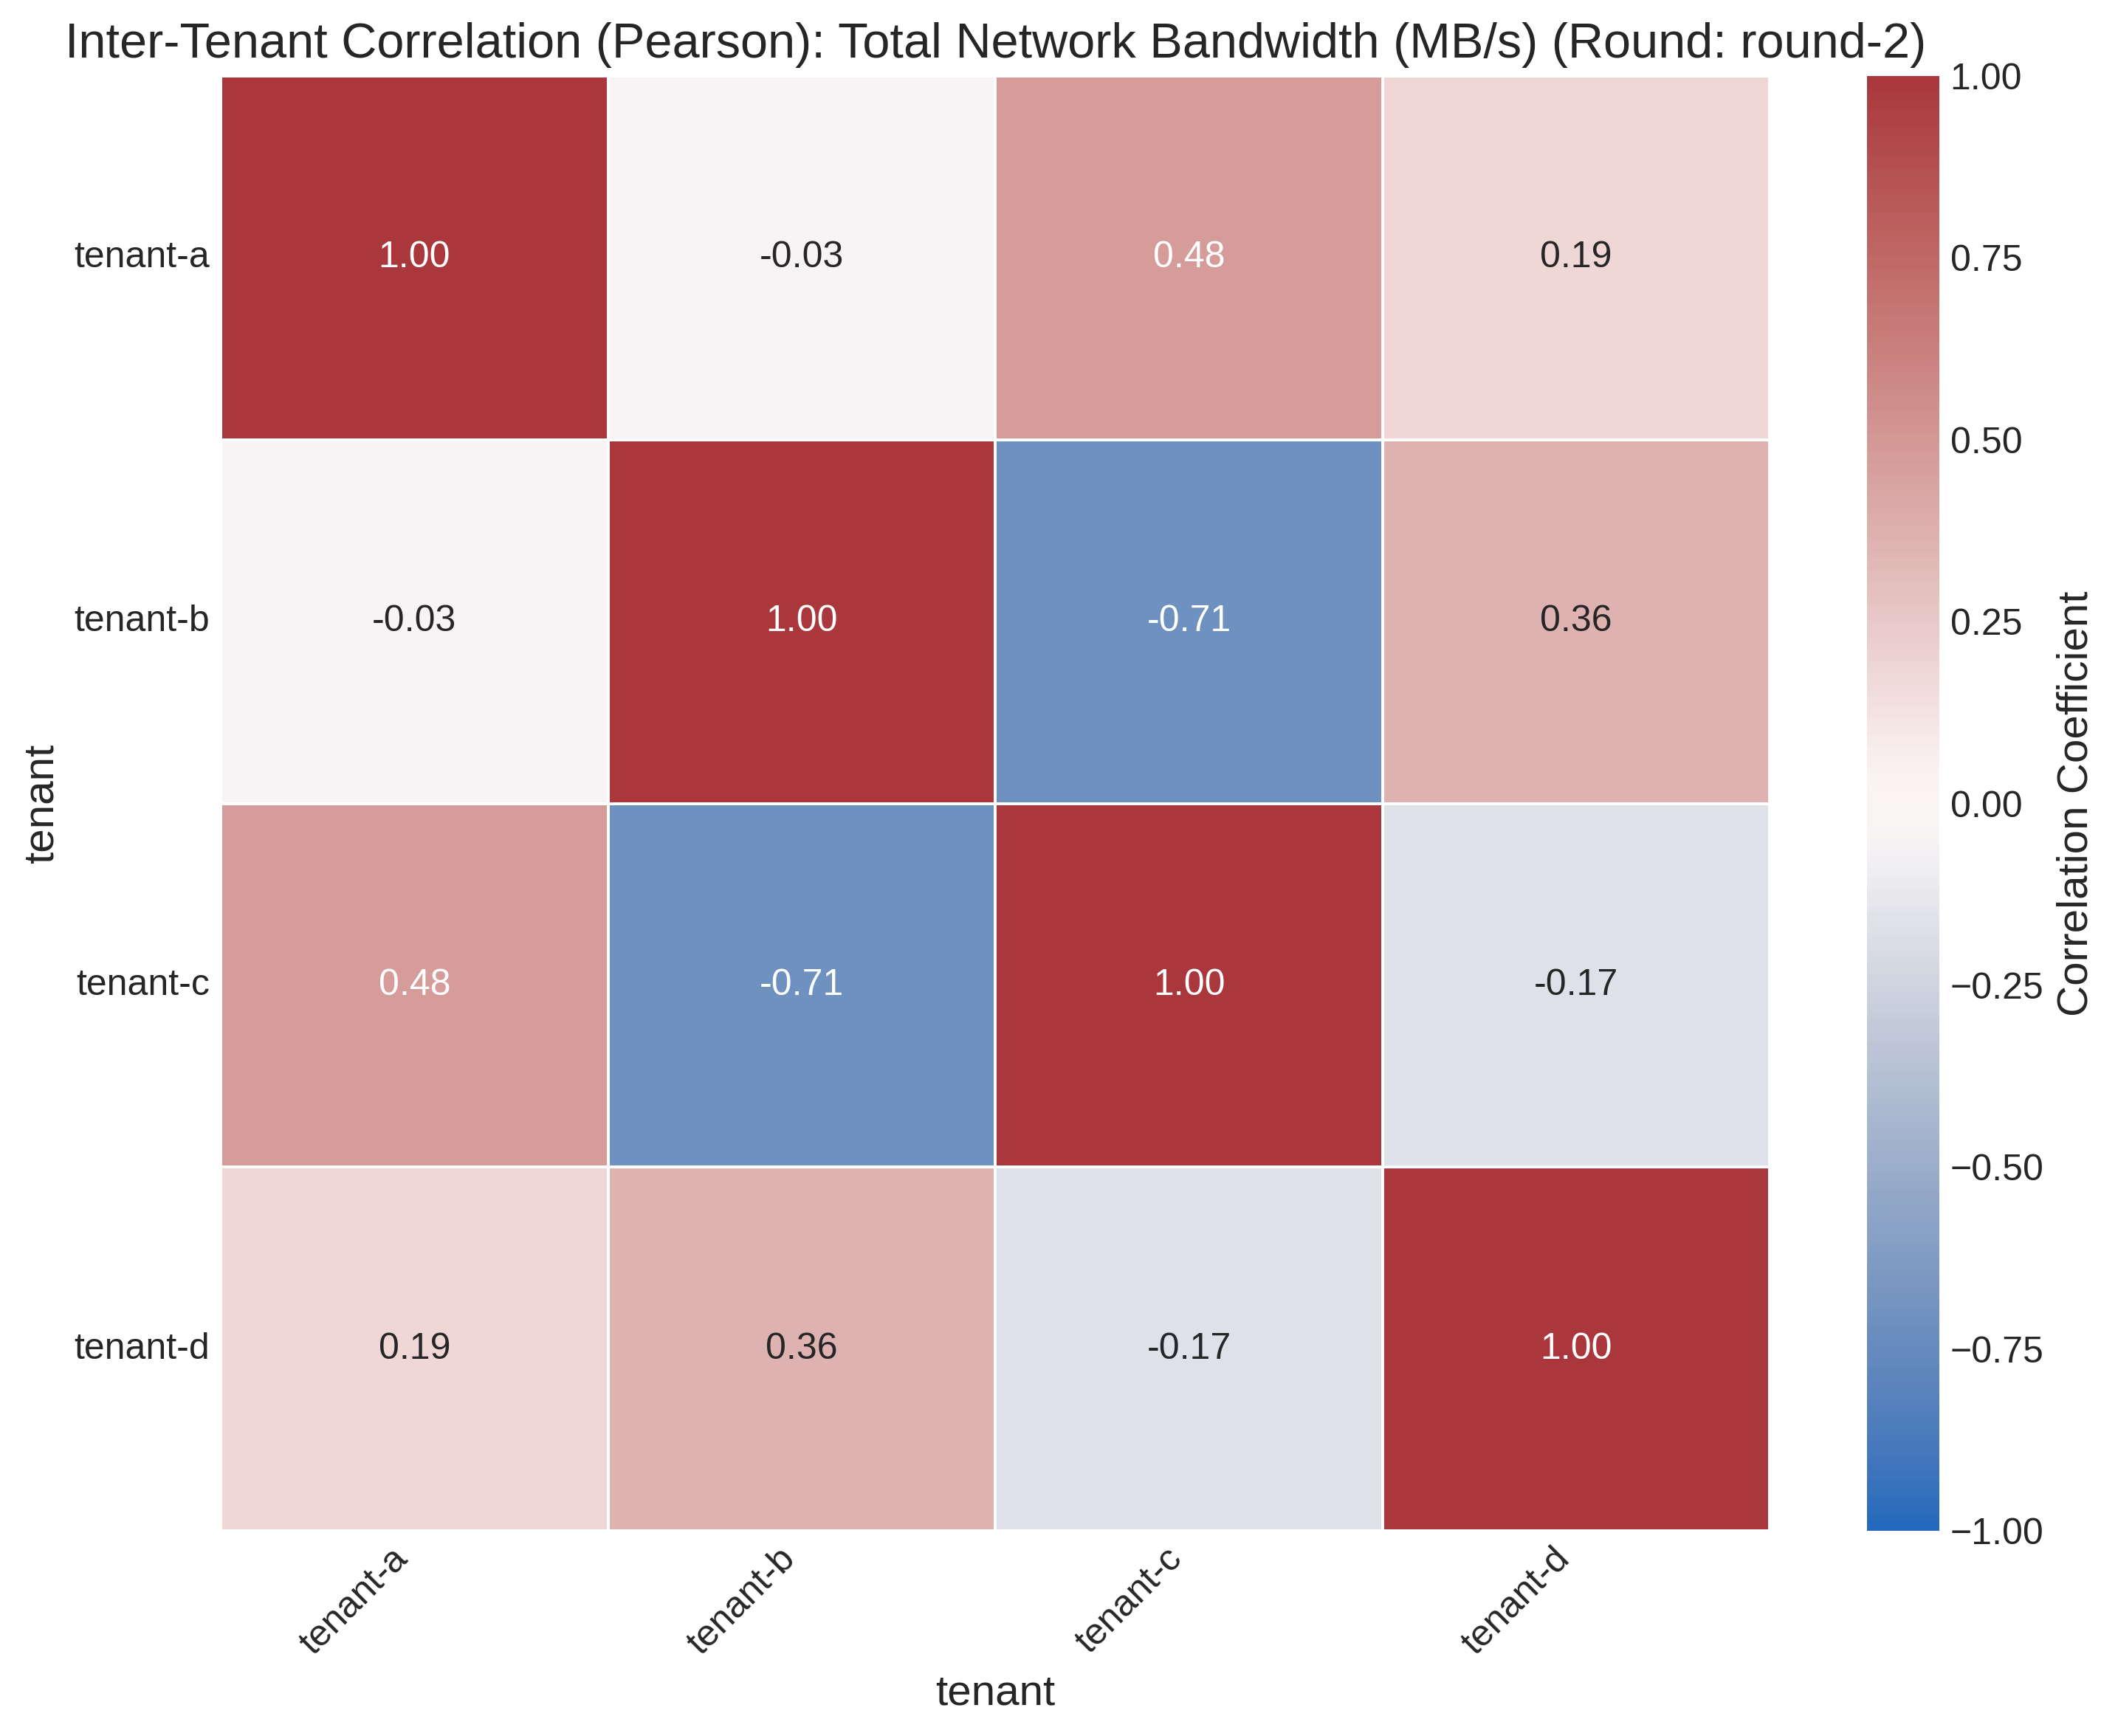 Inter-Tenant Correlation (Pearson): Total Network Bandwidth (MB/s) (Round: round-2)
tenant
tenant-a 1.00 -0.03 0.48 0.19
tenant-b -0.03 1.00 -0.71 0.36
tenant-c 0.48 -0.71 1.00 -0.17
tenant-d 0.19 0.36 -0.17 1.00
tenant-a tenant-b tenant-c tenant-d
tenant
1.00
0.75
0.50
0.25
0.00
−0.25
−0.50
−0.75
−1.00
Correlation Coefficient